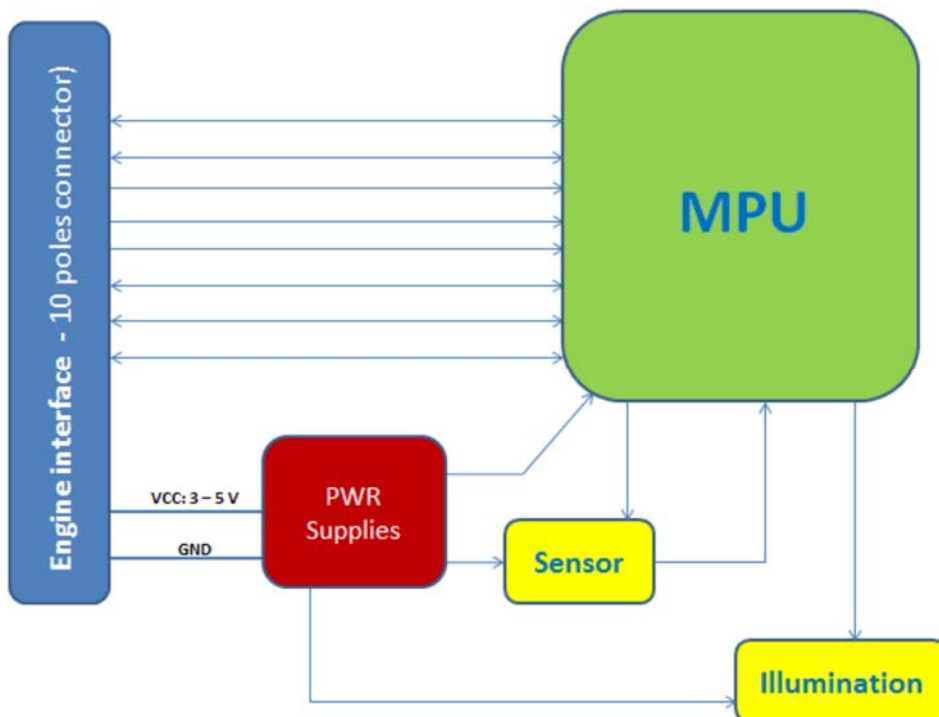 Engine interface - 10 poles connector)
MPU
VCC: 3 – 5 V
GND
PWR
Supplies
Sensor
Illumination